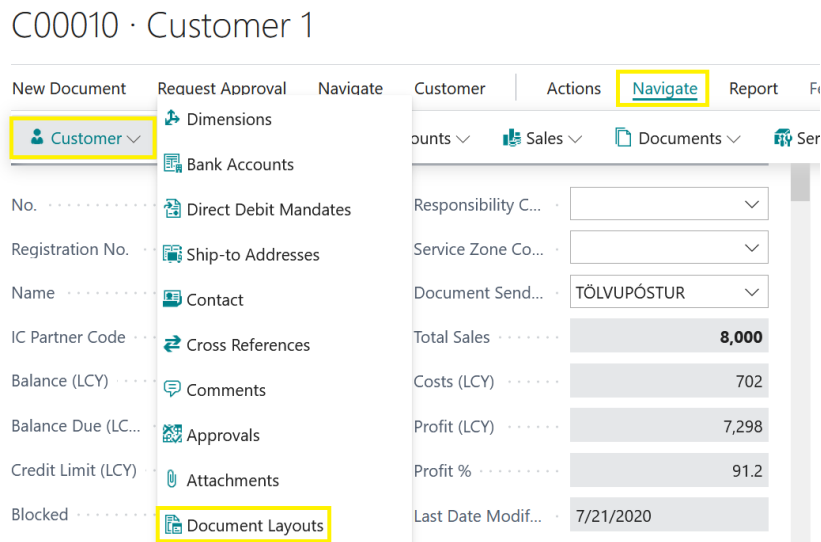 C00010 · Customer 1
New Document Request Approval Navigate Customer Actions Navigate Report
Customer Sales Documents
Dimensions
Bank Accounts
Direct Debit Mandates
Ship-to Addresses
Contact
Cross References
Comments
Approvals
Attachments
Document Layouts
No.
Registration No.
Name
IC Partner Code
Balance (LCY)
Balance Due (LC...
Credit Limit (LCY)
Blocked
Responsibility C...
Service Zone Co...
Document Send... TÖLVUPÓSTUR
Total Sales 8,000
Costs (LCY) 702
Profit (LCY) 7,298
Profit % 91.2
Last Date Modif... 7/21/2020